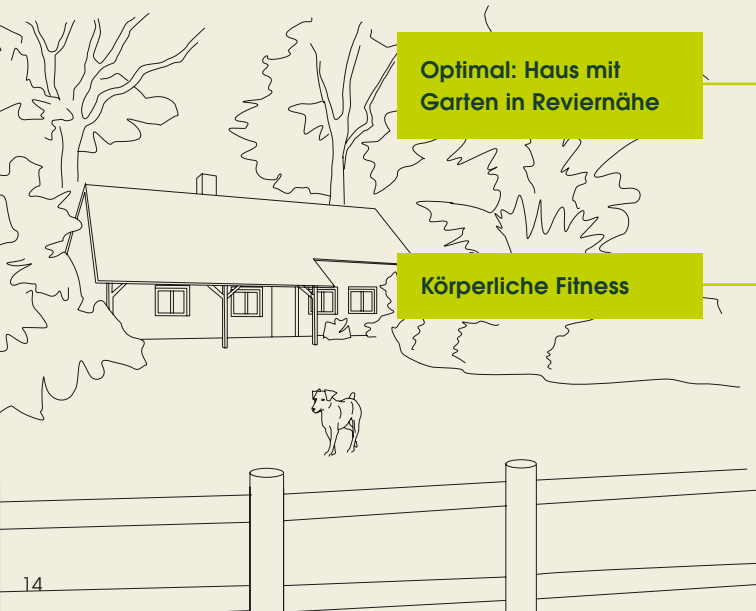 Optimal: Haus mit
Garten in Reviernähe
Körperliche Fitness
14